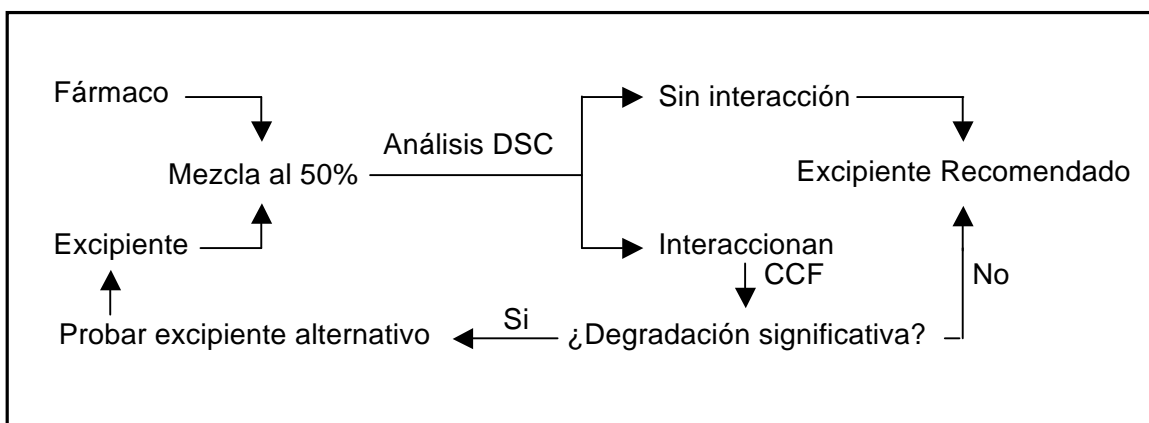 Fármaco
Sin interacción
Análisis DSC
Mezcla al 50%
Excipiente Recomendado
Excipiente
Interaccionan
CCF
No
Probar excipiente alternativo
Si
¿Degradación significativa?